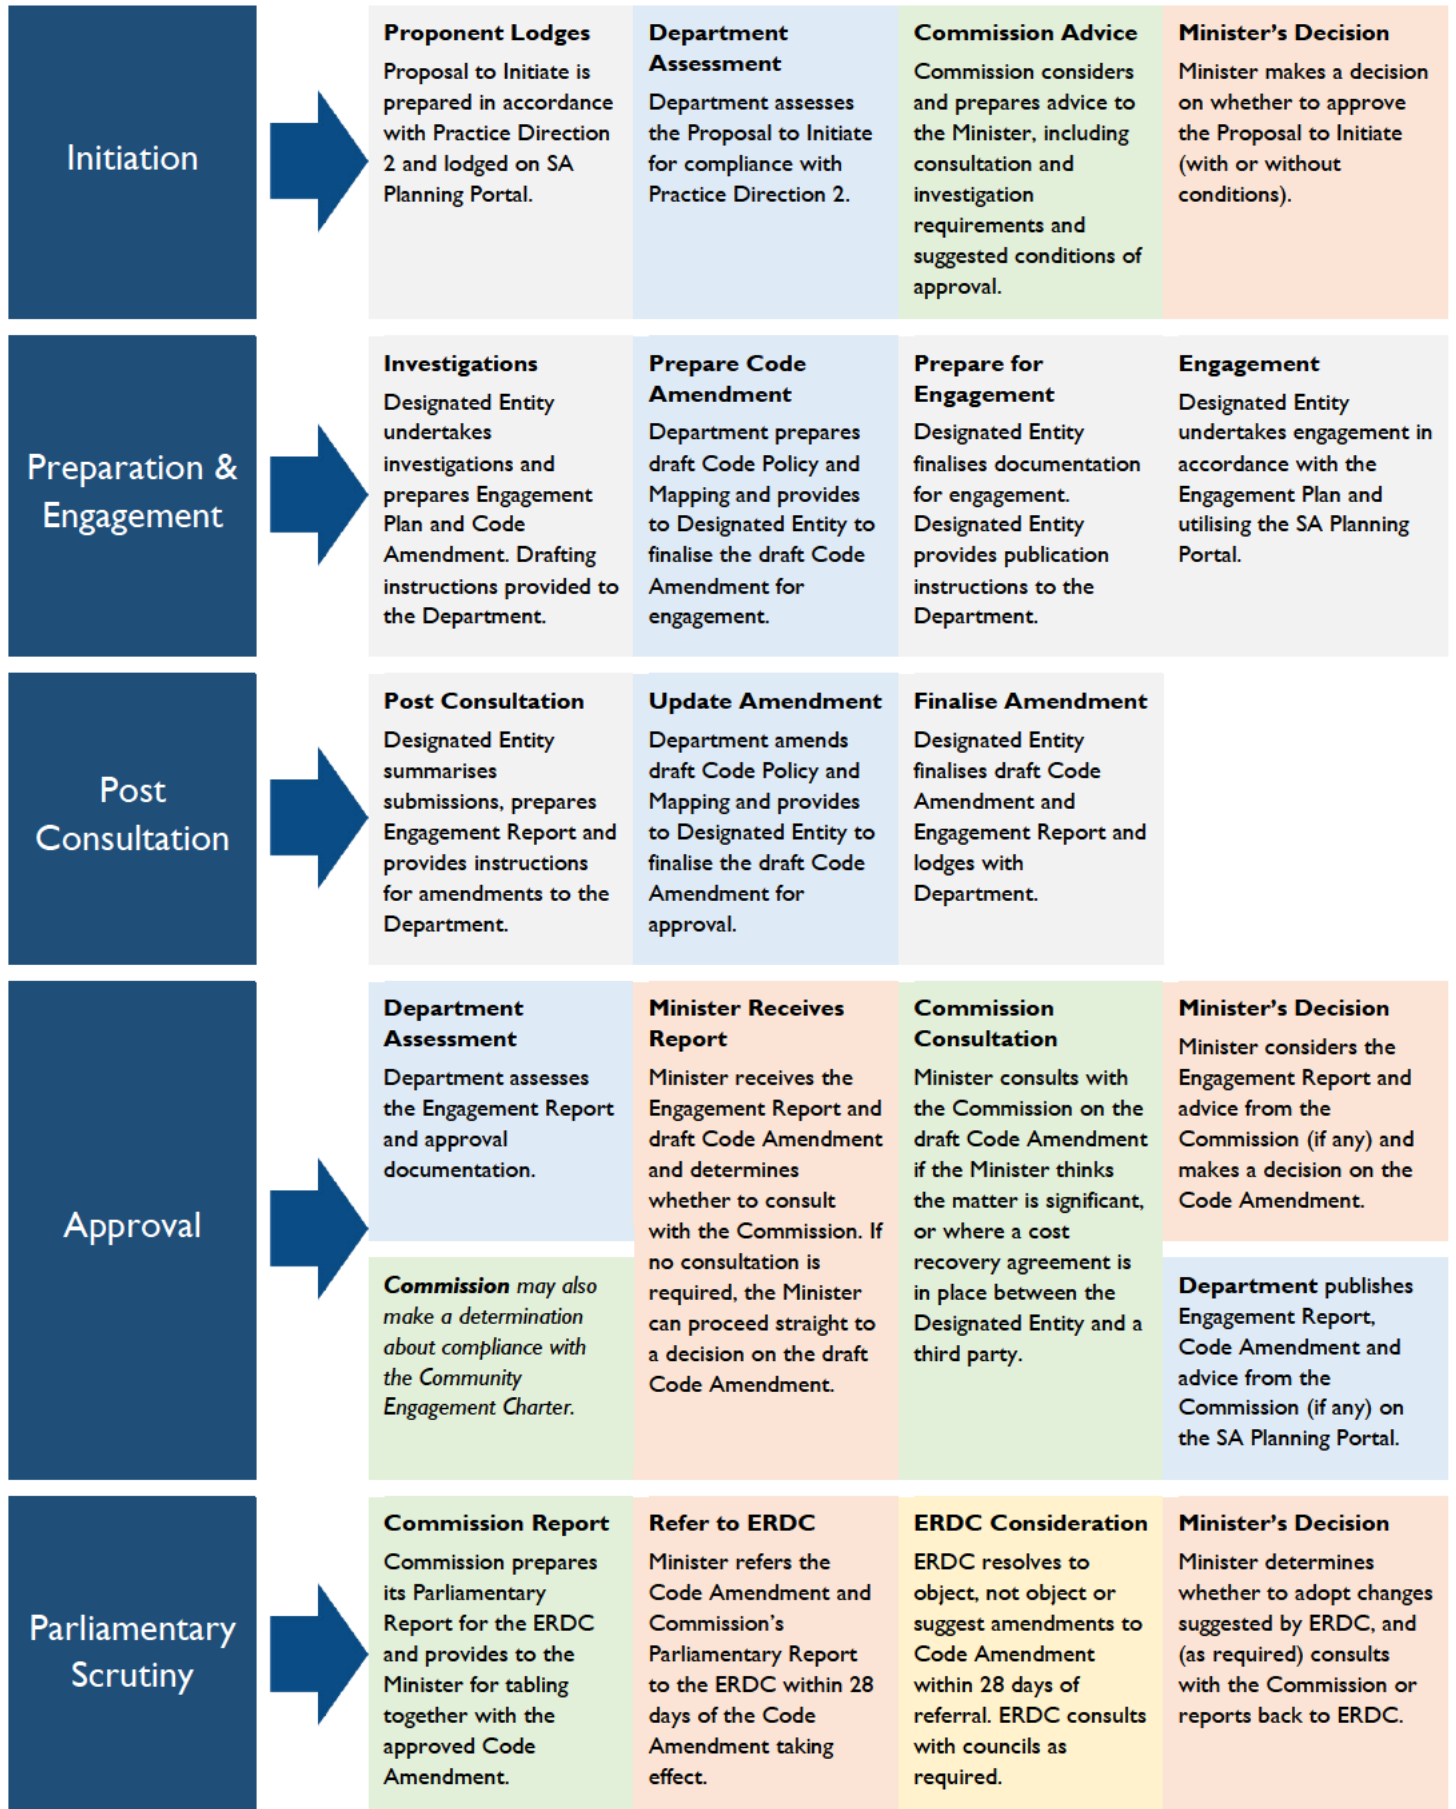 Initiation
Proponent Lodges
Proposal to Initiate is
prepared in accordance
with Practice Direction
2 and lodged on SA
Planning Portal.
Department
Assessment
Department assesses
the Proposal to Initiate
for compliance with
Practice Direction 2.
Commission Advice
Commission considers
and prepares advice to
the Minister, including
consultation and
investigation
requirements and
suggested conditions of
approval.
Minister’s Decision
Minister makes a decision
on whether to approve
the Proposal to Initiate
(with or without
conditions).
Preparation &
Engagement
Investigations
Designated Entity
undertakes
investigations and
prepares Engagement
Plan and Code
Amendment. Drafting
instructions provided to
the Department.
Prepare Code
Amendment
Department prepares
draft Code Policy and
Mapping and provides
to Designated Entity to
finalise the draft Code
Amendment for
engagement.
Prepare for
Engagement
Designated Entity
finalises documentation
for engagement.
Designated Entity
provides publication
instructions to the
Department.
Engagement
Designated Entity
undertakes engagement in
accordance with the
Engagement Plan and
utilising the SA Planning
Portal.
Post
Consultation
Post Consultation
Designated Entity
summarises
submissions, prepares
Engagement Report and
provides instructions
for amendments to the
Department.
Update Amendment
Department amends
draft Code Policy and
Mapping and provides
to Designated Entity to
finalise the draft Code
Amendment for
approval.
Finalise Amendment
Designated Entity
finalises draft Code
Amendment and
Engagement Report and
lodges with
Department.
Approval
Department
Assessment
Department assesses
the Engagement Report
and approval
documentation.
Commission may also
make a determination
about compliance with
the Community
Engagement Charter.
Minister Receives
Report
Minister receives the
Engagement Report and
draft Code Amendment
and determines
whether to consult
with the Commission. If
no consultation is
required, the Minister
can proceed straight to
a decision on the draft
Code Amendment.
Commission
Consultation
Minister consults with
the Commission on the
draft Code Amendment
if the Minister thinks
the matter is significant,
or where a cost
recovery agreement is
in place between the
Designated Entity and a
third party.
Minister’s Decision
Minister considers the
Engagement Report and
advice from the
Commission (if any) and
makes a decision on the
Code Amendment.
Department publishes
Engagement Report,
Code Amendment and
advice from the
Commission (if any) on
the SA Planning Portal.
Parliamentary
Scrutiny
Commission Report
Commission prepares
its Parliamentary
Report for the ERDC
and provides to the
Minister for tabling
together with the
approved Code
Amendment.
Refer to ERDC
Minister refers the
Code Amendment and
Commission’s
Parliamentary Report
to the ERDC within 28
days of the Code
Amendment taking
effect.
ERDC Consideration
ERDC resolves to
object, not object or
suggest amendments to
Code Amendment
within 28 days of
referral. ERDC consults
with councils as
required.
Minister’s Decision
Minister determines
whether to adopt changes
suggested by ERDC, and
(as required) consults
with the Commission or
reports back to ERDC.